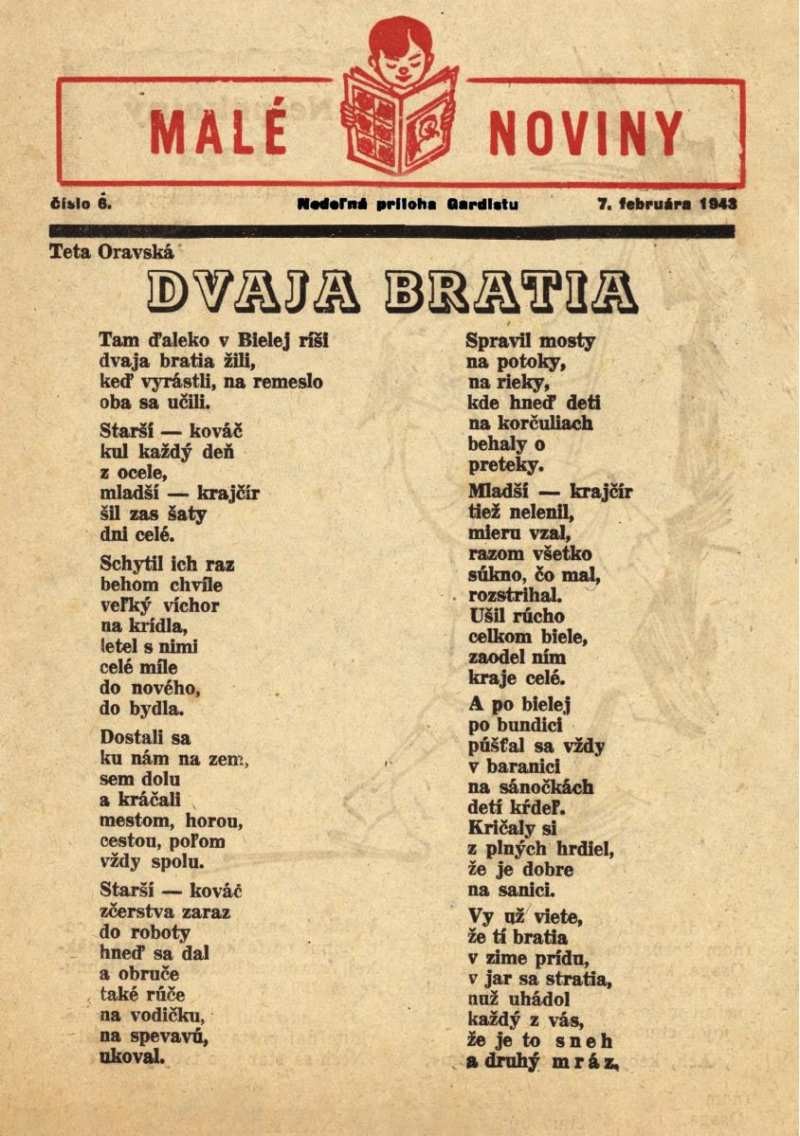 MALÉ NOVINY
číslo 6. Nedeľná príloha Gardistu 7. februára 1943
Teta Oravská
DVAJA BRATIA
Tam ďaleko v Bielej ríši
dvaja bratia žili,
keď vyrástli, na remeslo
oba sa učili.
Starší — kováč
kul každý deň
z ocele,
mladší — krajčír
šil zas šaty
dni celé.
Schytil ich raz
behom chvíle
veľký víchor
na krídla,
letel s nimi
celé míle
do nového,
do bydla.
Dostali sa
ku nám na zem,
sem dolu
a kráčali
mestom, horou,
cestou, poľom
vždy spolu.
Starší — kováč
zčerstva zaraz
do roboty
hneď sa dal
a obruče
také rúče
na vodičku,
na spevavú,
ukoval.
Spravil mosty
na potoky,
na rieky,
kde hneď deti
na korčuliach
behaly o
preteky.
Mladší — krajčír
tiež nelenil,
mieru vzal,
razom všetko
súkno, čo mal,
rozstrihal.
Ušil rúcho
celkom biele,
zaodel ním
kraje celé.
A po bielej
po bundici
púšťal sa vždy
v baranici
na sánočkách
detí kŕdeľ.
Kričaly si
z plných hrdiel,
že je dobre
na sanici.
Vy už viete,
že tí bratia
v zime prídu,
v jar sa stratia,
nuž uhádol
každý z vás,
že je to sneh
a druhý mráz.